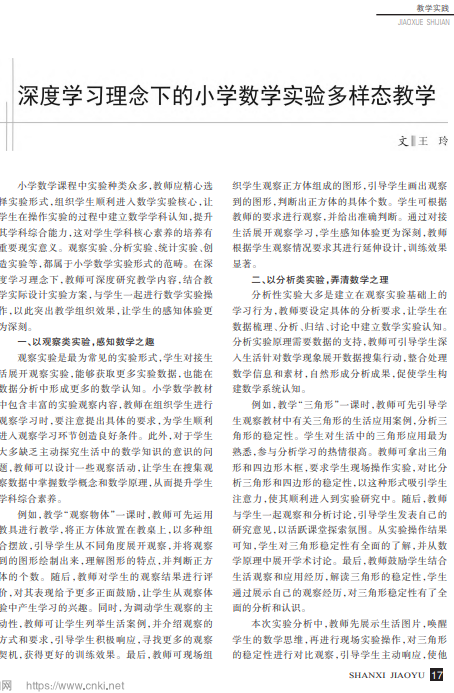 教学实践
JIAOXUE SHIJIAN
深度学习理念下的小学数学实验多样态教学
文 王 玲
小学数学课程中实验种类众多,教师应精心选
择实验形式,组织学生顺利进入数学实验核心,让
学生在操作实验的过程中建立数学学科认知,提升
其学科综合能力,这对学生学科核心素养的培养有
重要现实意义。观察实验、分析实验、统计实验、创
造实验等,都属于小学数学实验形式的范畴。在深
度学习理念下,教师可深度研究教学内容,结合教
学实际设计实验方案,与学生一起进行数学实验操
作,以此突出教学组织效果,让学生的感知体验更
为深刻。
一、以观察类实验,感知数学之趣
观察实验是最为常见的实验形式,学生对接生
活展开观察实验,能够获取更多实验数据,也能在
数据分析中形成更多的数学认知。小学数学教材
中包含丰富的实验观察内容,教师在组织学生进行
观察学习时,要注意提出具体的要求,为学生顺利
进入观察学习环节创造良好条件。此外,对于学生
大多缺乏主动探究生活中的数学知识的意识的问
题,教师可以设计一些观察活动,让学生在搜集观
察数据中掌握数学概念和数学原理,从而提升学生
学科综合素养。
例如,教学“观察物体”一课时,教师可先运用
教具进行教学,将正方体放置在教桌上,以多种组
合摆放,引导学生从不同角度展开观察,并将观察
到的图形绘制出来,理解图形的特点,并判断正方
体的个数。随后,教师对学生的观察结果进行评
价,对其表现给予更多正面鼓励,让学生从观察体
验中产生学习的兴趣。同时,为调动学生观察的主
动性,教师可让学生列举生活案例,并介绍观察的
方式和要求,引导学生积极响应,寻找更多的观察
契机,获得更好的训练效果。最后,教师可现场组
织学生观察正方体组成的图形,引导学生画出观察
到的图形,判断出正方体的具体个数。学生可根据
教师的要求进行观察,并给出准确判断。通过对接
生活展开观察学习,学生感知体验更为深刻,教师
根据学生观察情况要求其进行延伸设计,训练效果
显著。
二、以分析类实验,弄清数学之理
分析性实验大多是建立在观察实验基础上的
学习行为,教师要设定具体的分析要求,让学生在
数据梳理、分析、归结、讨论中建立数学实验认知。
分析实验原理需要数据的支持,教师可引导学生深
入生活针对数学现象展开数据搜集行动,整合处理
数学信息和素材,自然形成分析成果,促使学生构
建数学系统认知。
例如,教学“三角形”一课时,教师可先引导学
生观察教材中有关三角形的生活应用案例,分析三
角形的稳定性。学生对生活中的三角形应用最为
熟悉,参与分析学习的热情很高。教师可拿出三角
形和四边形木框,要求学生现场操作实验,对比分
析三角形和四边形的稳定性,以这种形式吸引学生
注意力,使其顺利进入到实验研究中。随后,教师
与学生一起观察和分析讨论,引导学生发表自己的
研究意见,以活跃课堂探索氛围。从实验操作结果
可知,学生对三角形稳定性有全面的了解,并从数
学原理中展开学术讨论。最后,教师鼓励学生结合
生活观察和应用经历,解读三角形的稳定性,学生
通过展示自己的观察经历,对三角形稳定性有了全
面的分析和认识。
本次实验分析中,教师先展示生活图片,唤醒
学生的数学思维,再进行现场实验操作,对三角形
的稳定性进行对比观察,引导学生主动响应,使他
SHANXI JIAOYU 17
网 https://www.cnki.net